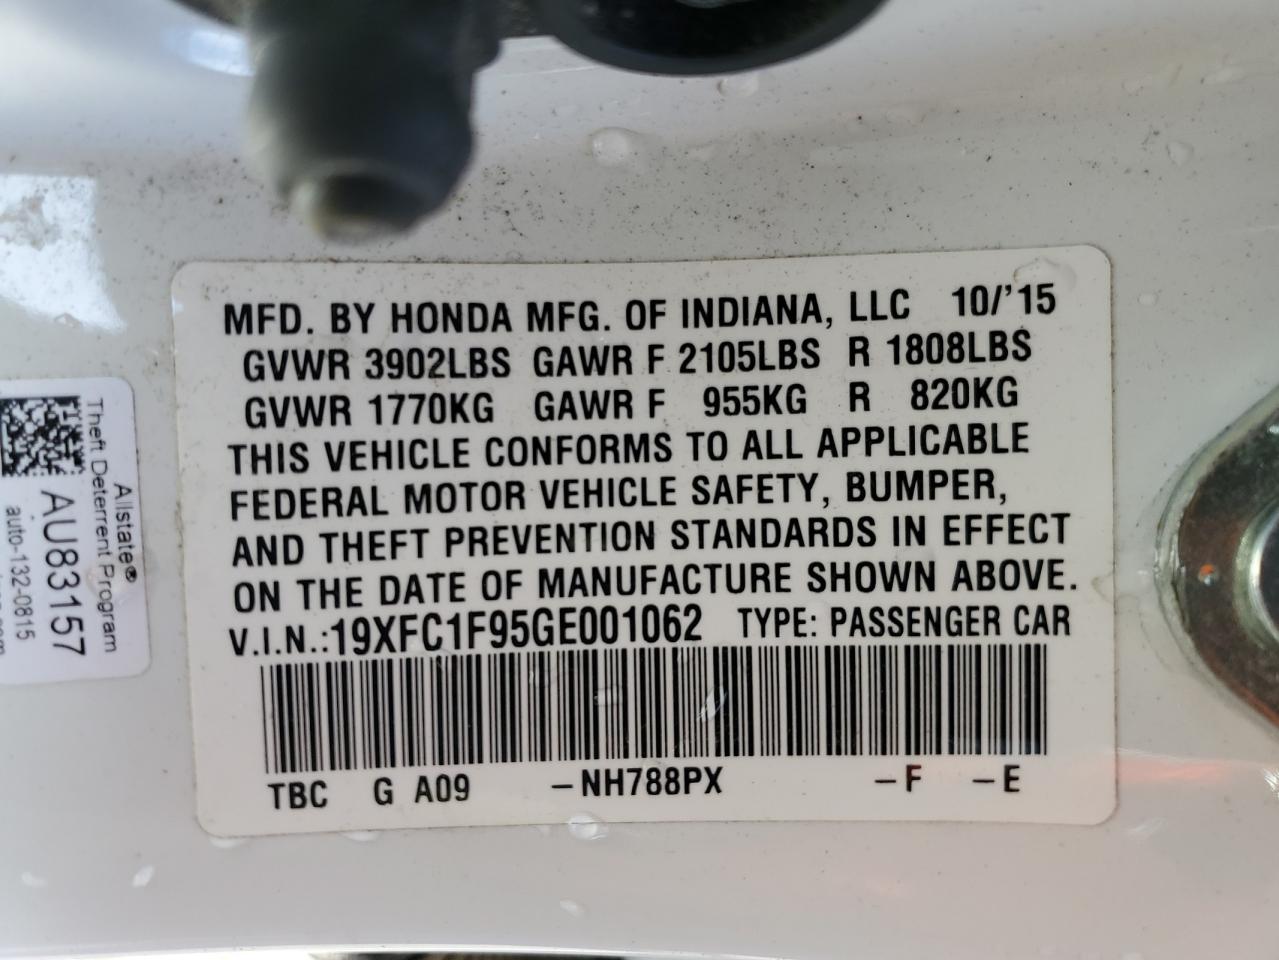 MFD. BY HONDA MFG. OF INDIANA, LLC 10/'15
GVWR 3902LBS GAWR F 2105LBS R 1808LBS
GVWR 1770KG GAWR F 955KG R 820KG
THIS VEHICLE CONFORMS TO ALL APPLICABLE
FEDERAL MOTOR VEHICLE SAFETY, BUMPER,
AND THEFT PREVENTION STANDARDS IN EFFECT
ON THE DATE OF MANUFACTURE SHOWN ABOVE.
V.I.N.:19XFC1F95GE001062 TYPE: PASSENGER CAR
TBC G A09 –NH788PX –F –E
Allstate®
Theft Deterrent Program
AU83157
auto-132-0815